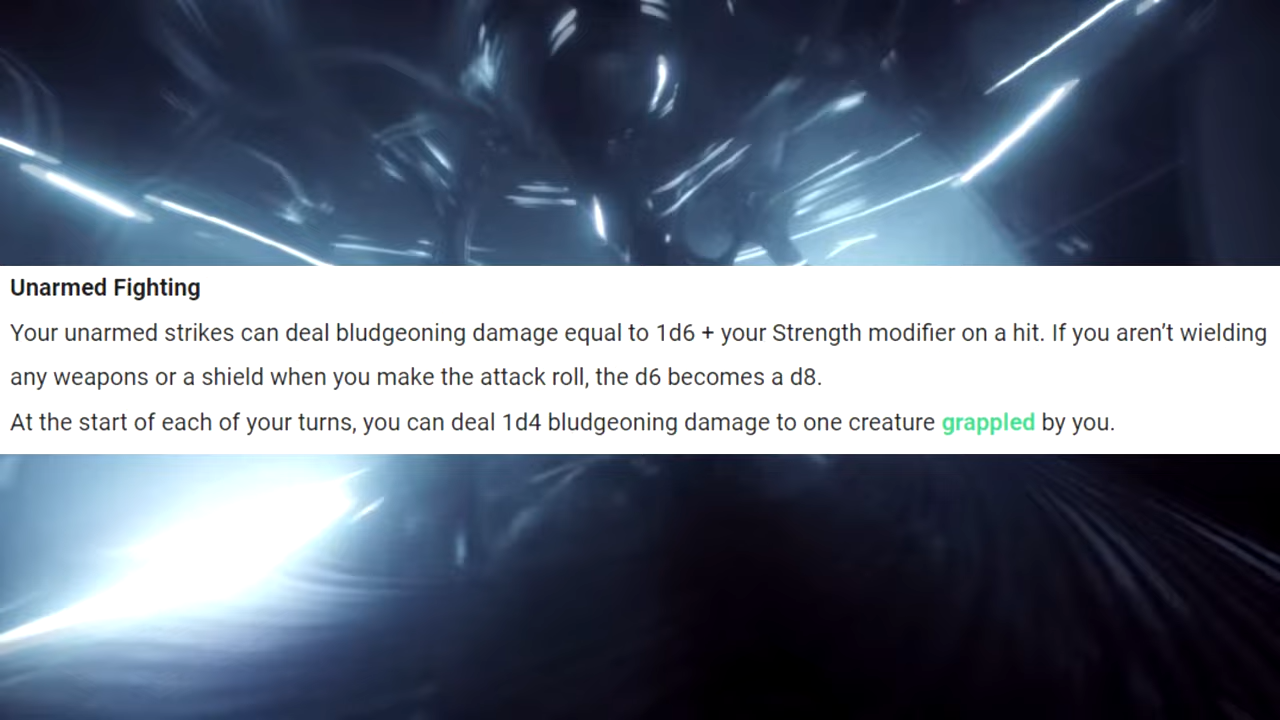 Unarmed Fighting
Your unarmed strikes can deal bludgeoning damage equal to 1d6 + your Strength modifier on a hit. If you aren’t wielding
any weapons or a shield when you make the attack roll, the d6 becomes a d8.
At the start of each of your turns, you can deal 1d4 bludgeoning damage to one creature grappled by you.